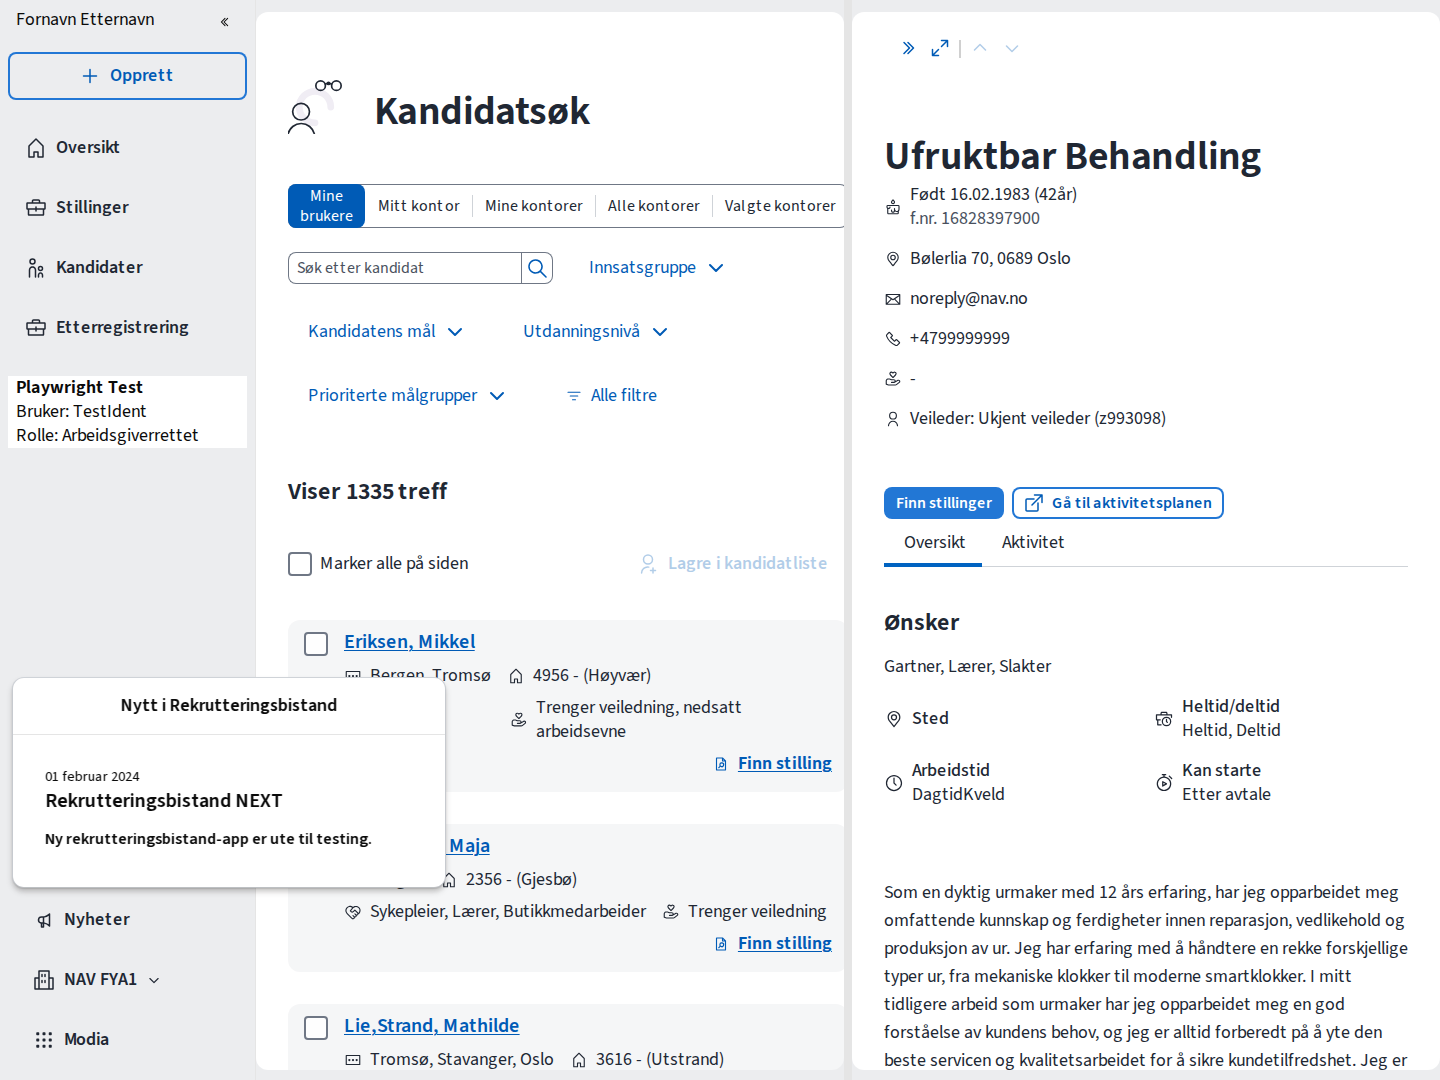 Fornavn Etternavn
Opprett
Oversikt
Stillinger
Kandidater
Etterregistrering
Playwright Test
Bruker: TestIdent
Rolle: Arbeidsgiverrettet
Nytt i Rekrutteringsbistand
01 februar 2024
Rekrutteringsbistand NEXT
Ny rekrutteringsbistand-app er ute til testing.
Nyheter
NAV FYA1
Modia
Kandidatsøk
Mine brukere
Mitt kontor
Mine kontorer
Alle kontorer
Valgte kontorer
Søk etter kandidat
Innsatsgruppe
Kandidatens mål
Utdanningsnivå
Prioriterte målgrupper
Alle filtre
Viser 1335 treff
Marker alle på siden
Lagre i kandidatliste
Eriksen, Mikkel
Bergen, Tromsø
4956 - (Høyvær)
Trenger veiledning, nedsatt
arbeidsevne
Finn stilling
Maja
2356 - (Gjesbø)
Sykepleier, Lærer, Butikkmedarbeider
Trenger veiledning
Finn stilling
Lie,Strand, Mathilde
Tromsø, Stavanger, Oslo
3616 - (Utstrand)
Ufruktbar Behandling
Født 16.02.1983 (42år)
f.nr. 16828397900
Bølerlia 70, 0689 Oslo
noreply@nav.no
+4799999999
-
Veileder: Ukjent veileder (z993098)
Finn stillinger
Gå til aktivitetsplanen
Oversikt
Aktivitet
Ønsker
Gartner, Lærer, Slakter
Sted
Heltid/deltid
Heltid, Deltid
Arbeidstid
DagtidKveld
Kan starte
Etter avtale
Som en dyktig urmaker med 12 års erfaring, har jeg opparbeidet meg
omfattende kunnskap og ferdigheter innen reparasjon, vedlikehold og
produksjon av ur. Jeg har erfaring med å håndtere en rekke forskjellige
typer ur, fra mekaniske klokker til moderne smartklokker. I mitt
tidligere arbeid som urmaker har jeg opparbeidet meg en god
forståelse av kundens behov, og jeg er alltid forberedt på å yte den
beste servicen og kvalitetsarbeidet for å sikre kundetilfredshet. Jeg er